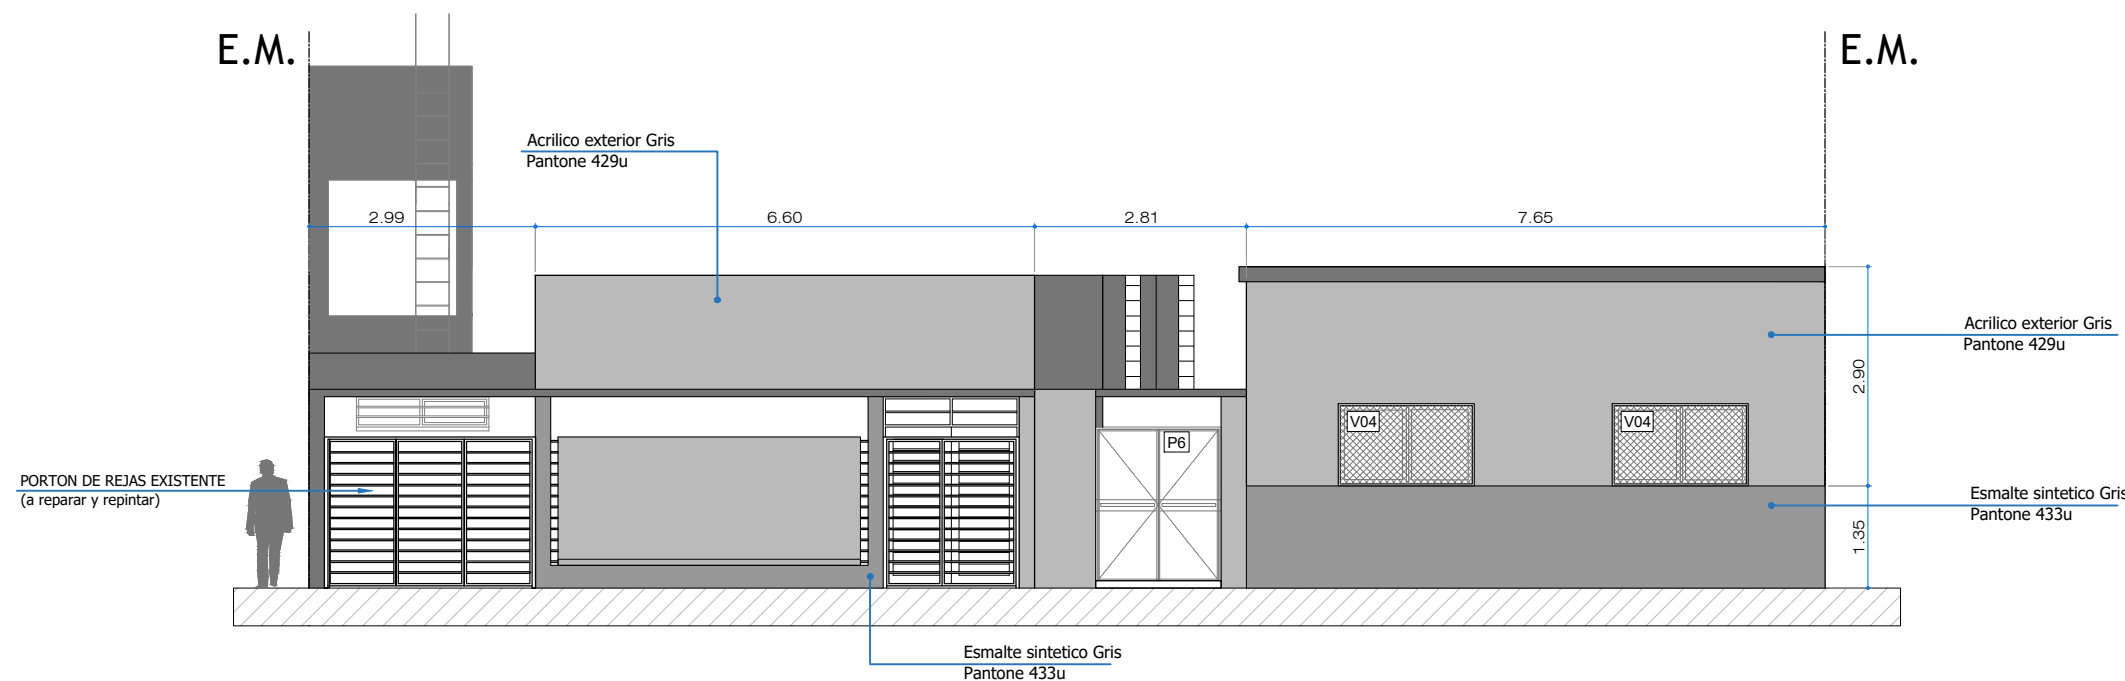 E.M.
E.M.
Acrilico exterior Gris
Pantone 429u
2.99
6.60
2.81
7.65
Acrilico exterior Gris
Pantone 429u
2.90
V04
V04
P6
PORTON DE REJAS EXISTENTE
(a reparar y repintar)
Esmalte sintetico Gris
Pantone 433u
1.35
Esmalte sintetico Gris
Pantone 433u